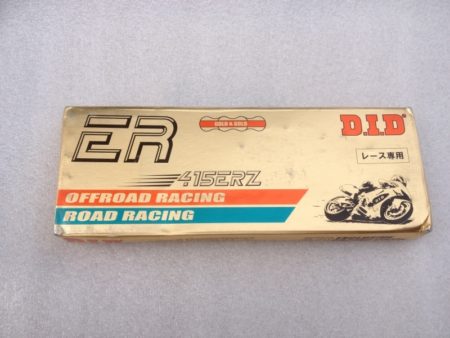 ER
GOLD & GOLD
D.I.D®
レース専用
415ERZ
OFFROAD RACING
ROAD RACING
D.I.D